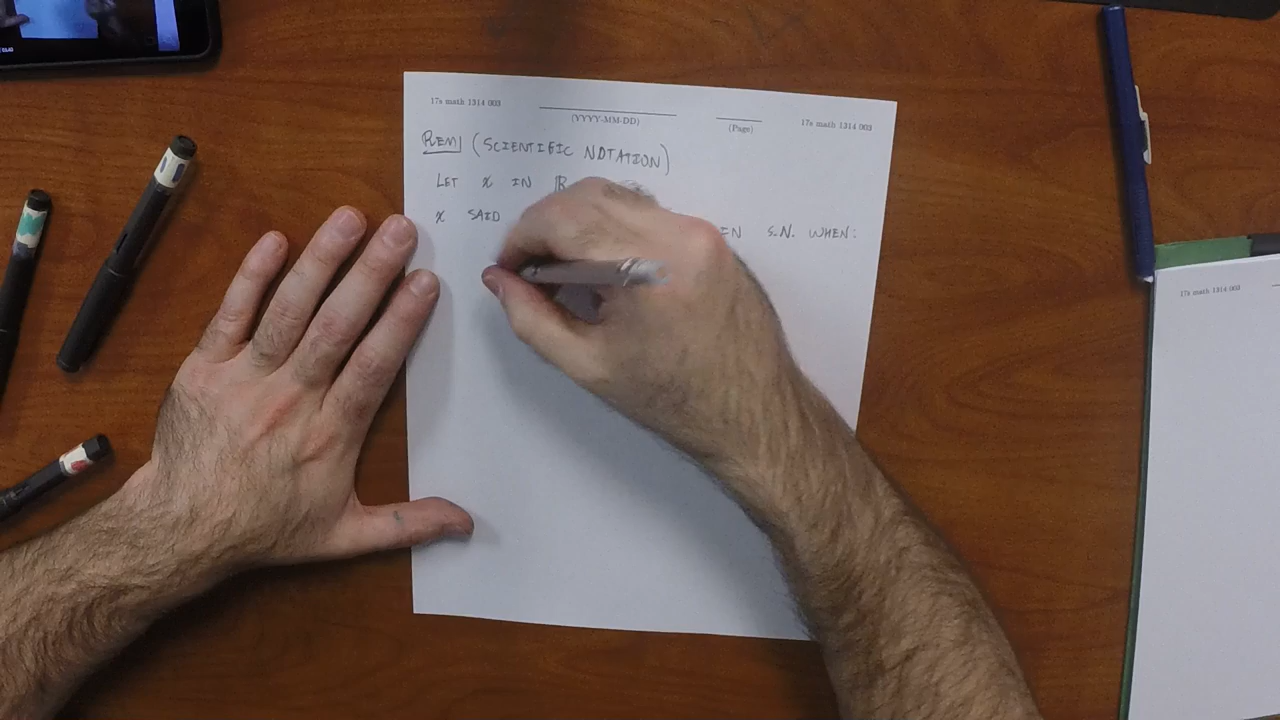 17s math 1314 003 (YYYY-MM-DD) (Page) 17s math 1314 003
REM (SCIENTIFIC NOTATION)
LET x IN ℝ
x SAID IN S.N. WHEN:
17s math 1314 003